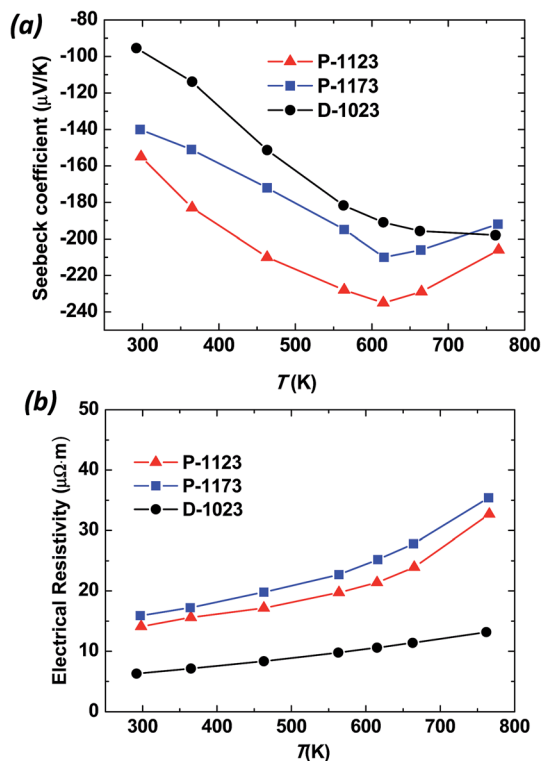 (a)
-80
-100
-120
-140
-160
-180
-200
-220
-240
Seebeck coefficient (μV/K)
P-1123
P-1173
D-1023
300 400 500 600 700 800
T (K)
(b)
50
40
30
20
10
0
Electrical Resistivity (μΩ·m)
P-1123
P-1173
D-1023
300 400 500 600 700 800
T(K)